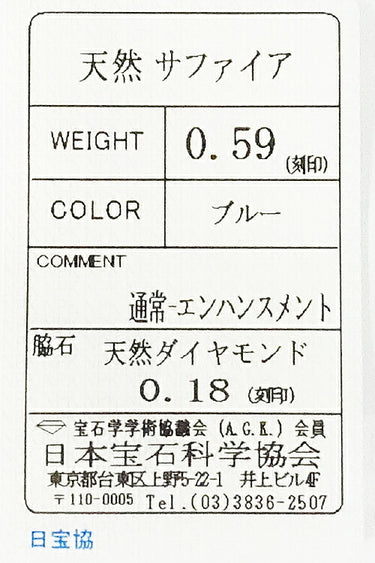 天然 サファイア
WEIGHT 0.59 (刻印)
COLOR ブルー
COMMENT
通常-エンハンスメント
脇石 天然ダイヤモンド
0.18 (刻印)
宝石学学術協議会 (A.G.K.) 会員
日本宝石科学協会
東京都台東区上野5-22-1 井上ビル4F
〒110-0005 Tel.(03)3836-2507
日宝協